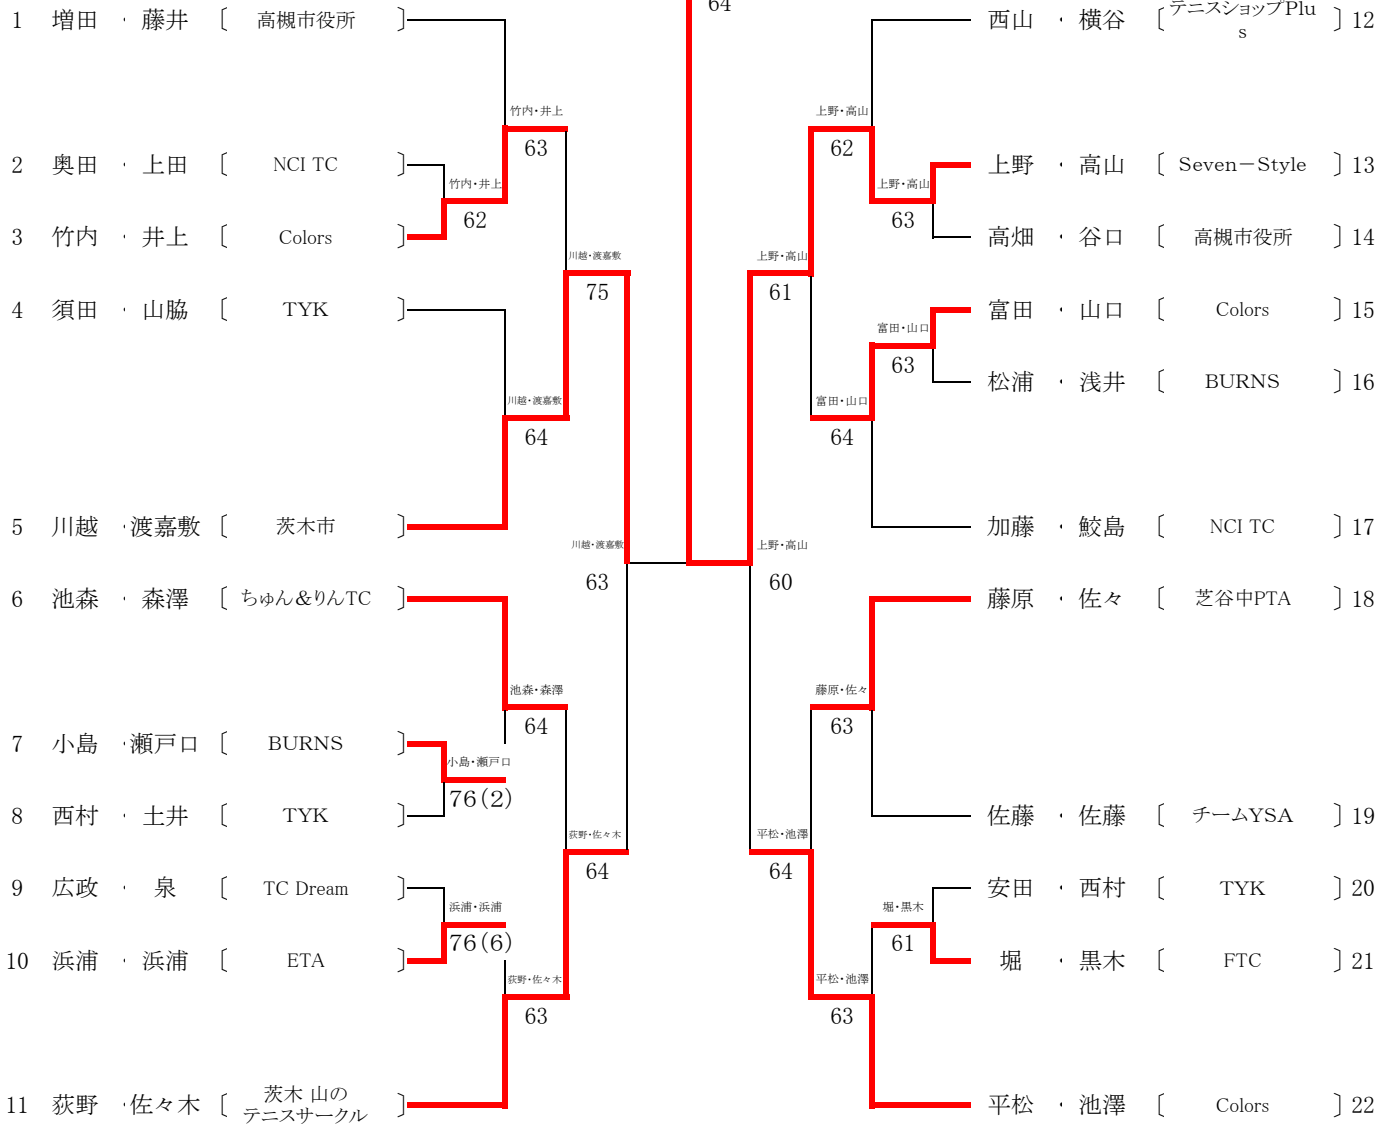 64
1 増田 ・ 藤井 〔 高槻市役所 〕
竹内・井上
63
2 奥田 ・ 上田 〔 NCI TC 〕
竹内・井上
62
3 竹内 ・ 井上 〔 Colors 〕
川越・渡嘉敷
75
4 須田 ・ 山脇 〔 TYK 〕
川越・渡嘉敷
64
5 川越 ・渡嘉敷 〔 茨木市 〕
川越・渡嘉敷
63
6 池森 ・ 森澤 〔 ちゅん&りんTC 〕
池森・森澤
64
7 小島 ・瀬戸口 〔 BURNS 〕
小島・瀬戸口
76(2)
8 西村 ・ 土井 〔 TYK 〕
荻野・佐々木
64
9 広政 ・ 泉 〔 TC Dream 〕
浜浦・浜浦
76(6)
10 浜浦 ・ 浜浦 〔 ETA 〕
荻野・佐々木
63
11 荻野 ・佐々木 〔 茨木 山の
テニスサークル 〕
西山 ・ 横谷 〔 テニスショップPlu
s 〕 12
上野・高山
62
上野 ・ 高山 〔 Seven−Style 〕 13
上野・高山
63
高畑 ・ 谷口 〔 高槻市役所 〕 14
上野・高山
61
富田 ・ 山口 〔 Colors 〕 15
富田・山口
63
松浦 ・ 浅井 〔 BURNS 〕 16
富田・山口
64
加藤 ・ 鮫島 〔 NCI TC 〕 17
上野・高山
60
藤原 ・ 佐々 〔 芝谷中PTA 〕 18
藤原・佐々
63
佐藤 ・ 佐藤 〔 チームYSA 〕 19
平松・池澤
64
安田 ・ 西村 〔 TYK 〕 20
堀・黒木
61
堀 ・ 黒木 〔 FTC 〕 21
平松・池澤
63
平松 ・ 池澤 〔 Colors 〕 22